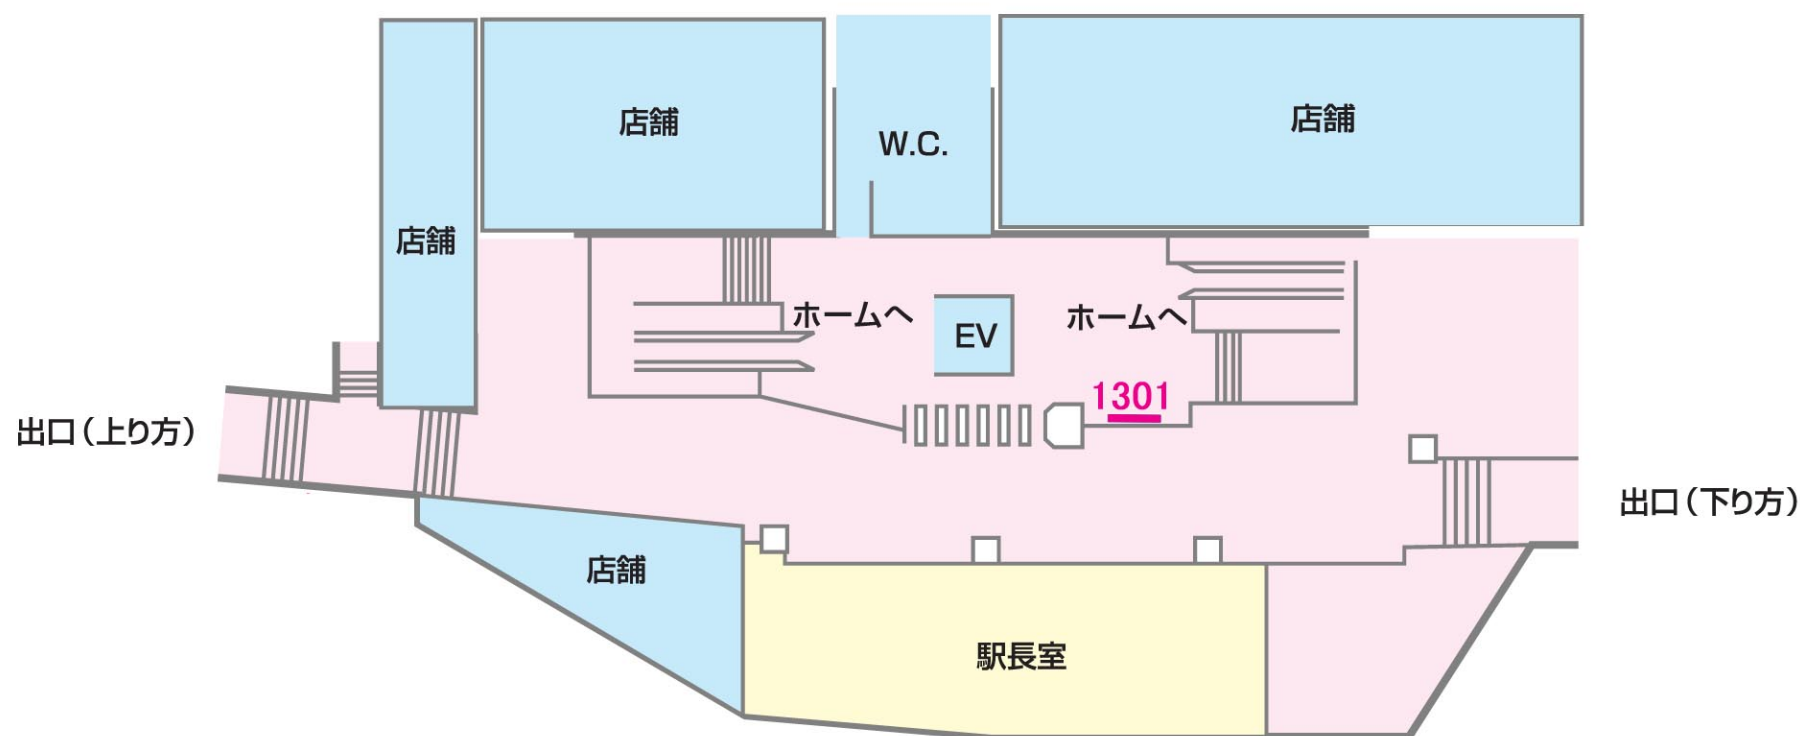 店舗
W.C.
店舗
店舗
ホームへ
EV
ホームへ
1301
出口（上り方）
出口（下り方）
店舗
駅長室